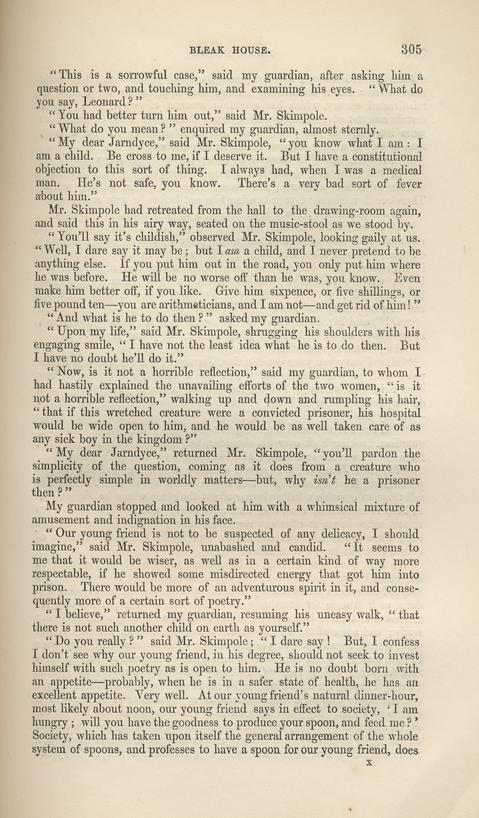 BLEAK HOUSE. 305
“This is a sorrowful case,” said my guardian, after asking him a
question or two, and touching him, and examining his eyes. “What do
you say, Leonard?”
“You had better turn him out,” said Mr. Skimpole.
“What do you mean?” enquired my guardian, almost sternly.
“My dear Jarndyce,” said Mr. Skimpole, “you know what I am: I
am a child. Be cross to me, if I deserve it. But I have a constitutional
objection to this sort of thing. I always had, when I was a medical
man. He's not safe, you know. There's a very bad sort of fever
about him.”
Mr. Skimpole had retreated from the hall to the drawing-room again,
and said this in his airy way, seated on the music-stool as we stood by.
“You'll say it's childish,” observed Mr. Skimpole, looking gaily at us.
“Well, I dare say it may be; but I am a child, and I never pretend to be
anything else. If you put him out in the road, you only put him where
he was before. He will be no worse off than he was, you know. Even
make him better off, if you like. Give him sixpence, or five shillings, or
five pound ten—you are arithmeticians, and I am not—and get rid of him!”
“And what is he to do then?” asked my guardian.
“Upon my life,” said Mr. Skimpole, shrugging his shoulders with his
engaging smile, “I have not the least idea what he is to do then. But
I have no doubt he'll do it.”
“Now, is it not a horrible reflection,” said my guardian, to whom I
had hastily explained the unavailing efforts of the two women, “is it
not a horrible reflection,” walking up and down and rumpling his hair,
“that if this wretched creature were a convicted prisoner, his hospital
would be wide open to him, and he would be as well taken care of as
any sick boy in the kingdom?”
“My dear Jarndyce,” returned Mr. Skimpole, “you'll pardon the
simplicity of the question, coming as it does from a creature who
is perfectly simple in worldly matters—but, why isn't he a prisoner
then?”
My guardian stopped and looked at him with a whimsical mixture of
amusement and indignation in his face.
“Our young friend is not to be suspected of any delicacy, I should
imagine,” said Mr. Skimpole, unabashed and candid. “It seems to
me that it would be wiser, as well as in a certain kind of way more
respectable, if he showed some misdirected energy that got him into
prison. There would be more of an adventurous spirit in it, and conse-
quently more of a certain sort of poetry.”
“I believe,” returned my guardian, resuming his uneasy walk, “that
there is not such another child on earth as yourself.”
“Do you really?” said Mr. Skimpole; “I dare say! But, I confess
I don't see why our young friend, in his degree, should not seek to invest
himself with such poetry as is open to him. He is no doubt born with
an appetite—probably, when he is in a safer state of health, he has an
excellent appetite. Very well. At our young friend's natural dinner-hour,
most likely about noon, our young friend says in effect to society, ‘I am
hungry; will you have the goodness to produce your spoon, and feed me?’
Society, which has taken upon itself the general arrangement of the whole
system of spoons, and professes to have a spoon for our young friend, does
x